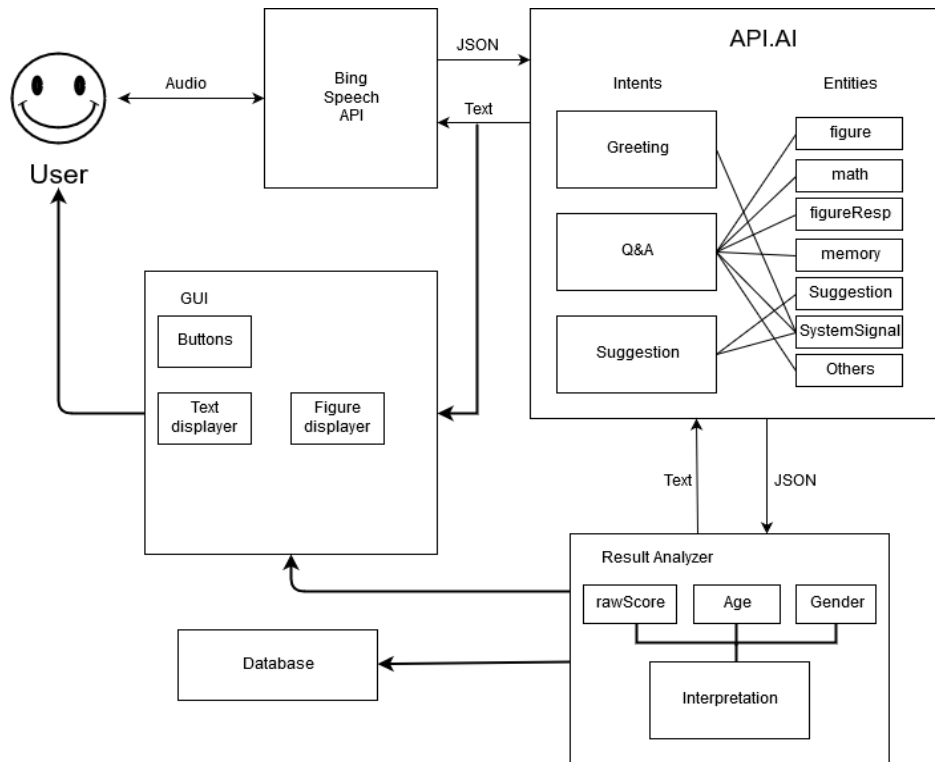 API.AI
JSON
Bing
Speech
API
Audio
Intents
Entities
Text
figure
Greeting
math
User
figureResp
Q&A
memory
Suggestion
GUI
SystemSignal
Buttons
Suggestion
Others
Text
displayer
Figure
displayer
Text
JSON
Result Analyzer
rawScore
Age
Gender
Database
Interpretation